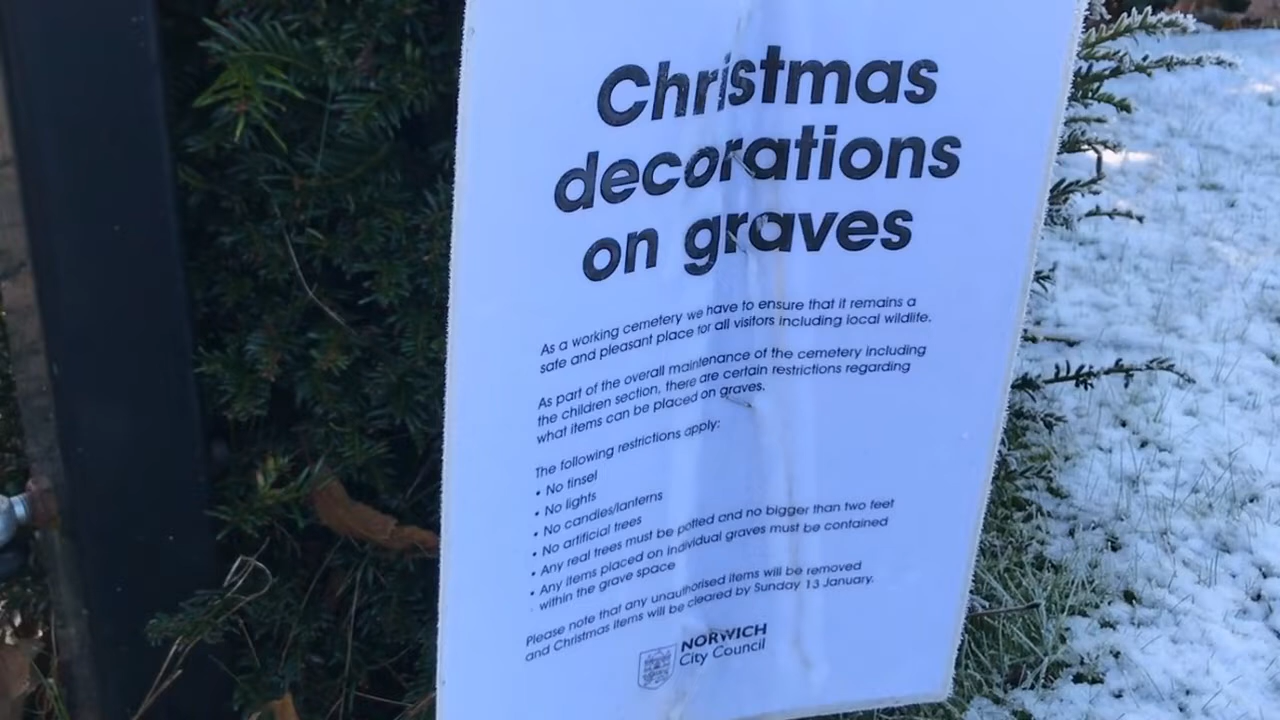 Christmas
decorations
on graves
As a working cemetery we have to ensure that it remains a
safe and pleasant place for all visitors including local wildlife.
As part of the overall maintenance of the cemetery including
the children section, there are certain restrictions regarding
what items can be placed on graves.
The following restrictions apply:
• No tinsel
• No lights
• No candles/lanterns
• No artificial trees
• Any real trees must be potted and no bigger than two feet
• Any items placed on individual graves must be contained
within the grave space
Please note that any unauthorised items will be removed
and Christmas items will be cleared by Sunday 13 January.
NORWICH
City Council